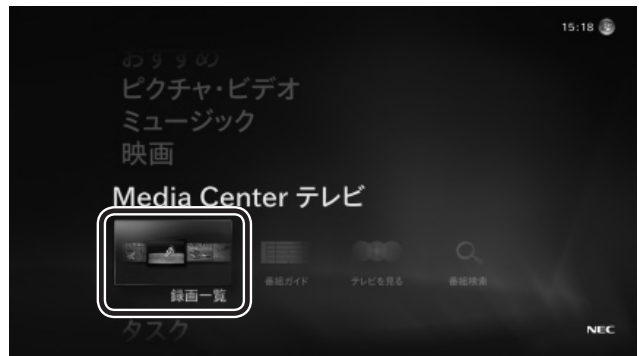 15:18
おすすめ
ピクチャ・ビデオ
ミュージック
映画
Media Center テレビ
録画一覧
番組ガイド
テレビを見る
番組検索
タスク
NEC